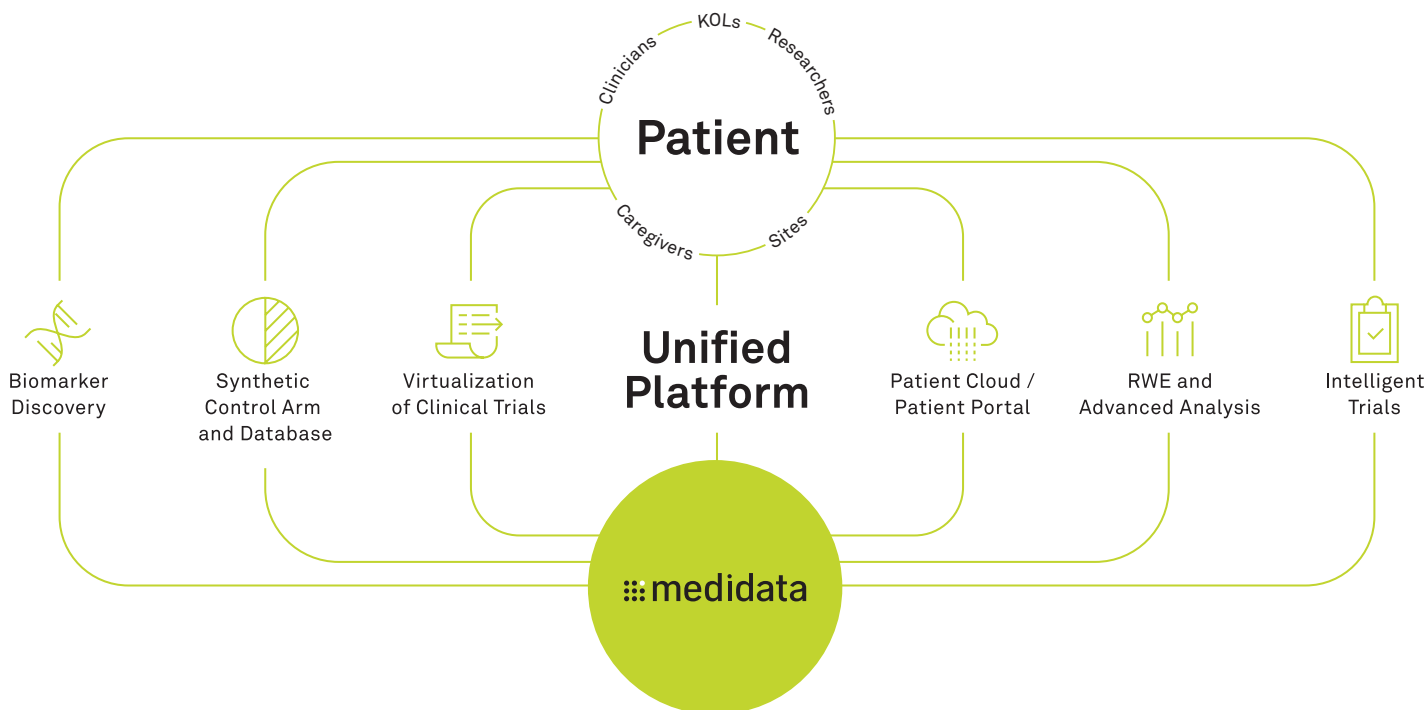 KOLs
Clinicians
Researchers
Patient
Caregivers
Sites
Biomarker
Discovery
Synthetic
Control Arm
and Database
Virtualization
of Clinical Trials
Unified
Platform
Patient Cloud /
Patient Portal
RWE and
Advanced Analysis
Intelligent
Trials
medidata